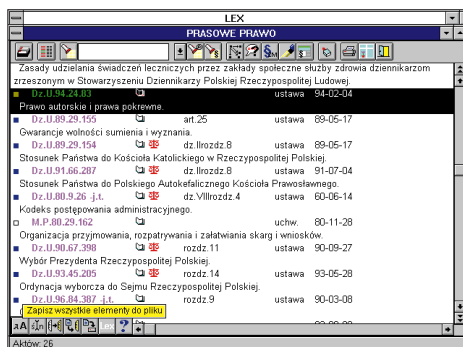 LEX
PRASOWE PRAWO
Zasady udzielania świadczeń leczniczych przez zakłady społeczne służby zdrowia dziennikarzom
zrzeszonym w Stowarzyszeniu Dziennikarzy Polskiej Rzeczypospolitej Ludowej.
Dz.U.94.24.83 ustawa 94-02-04
Prawo autorskie i prawa pokrewne.
Dz.U.89.29.155 art.25 ustawa 89-05-17
Gwarancje wolności sumienia i wyznania.
Dz.U.89.29.154 dz.IIrozdz.8 ustawa 89-05-17
Stosunek Państwa do Kościoła Katolickiego w Rzeczypospolitej Polskiej.
Dz.U.91.66.287 dz.IIrozdz.8 ustawa 91-07-04
Stosunek Państwa do Polskiego Autokefalicznego Kościoła Prawosławnego.
Dz.U.80.9.26 -j.t. dz.VIIIrozdz.4 ustawa 60-06-14
Kodeks postępowania administracyjnego.
M.P.80.29.162 uchw. 80-11-28
Organizacja przyjmowania, rozpatrywania i załatwiania skarg i wniosków.
Dz.U.90.67.398 rozdz.11 ustawa 90-09-27
Wybór Prezydenta Rzeczypospolitej Polskiej.
Dz.U.93.45.205 rozdz.14 ustawa 93-05-28
Ordynacja wyborcza do Sejmu Rzeczypospolitej Polskiej.
Dz.U.96.84.387 -j.t. rozdz.9 ustawa 90-03-08
Zapisz wszystkie elementy do pliku
Aktów: 26